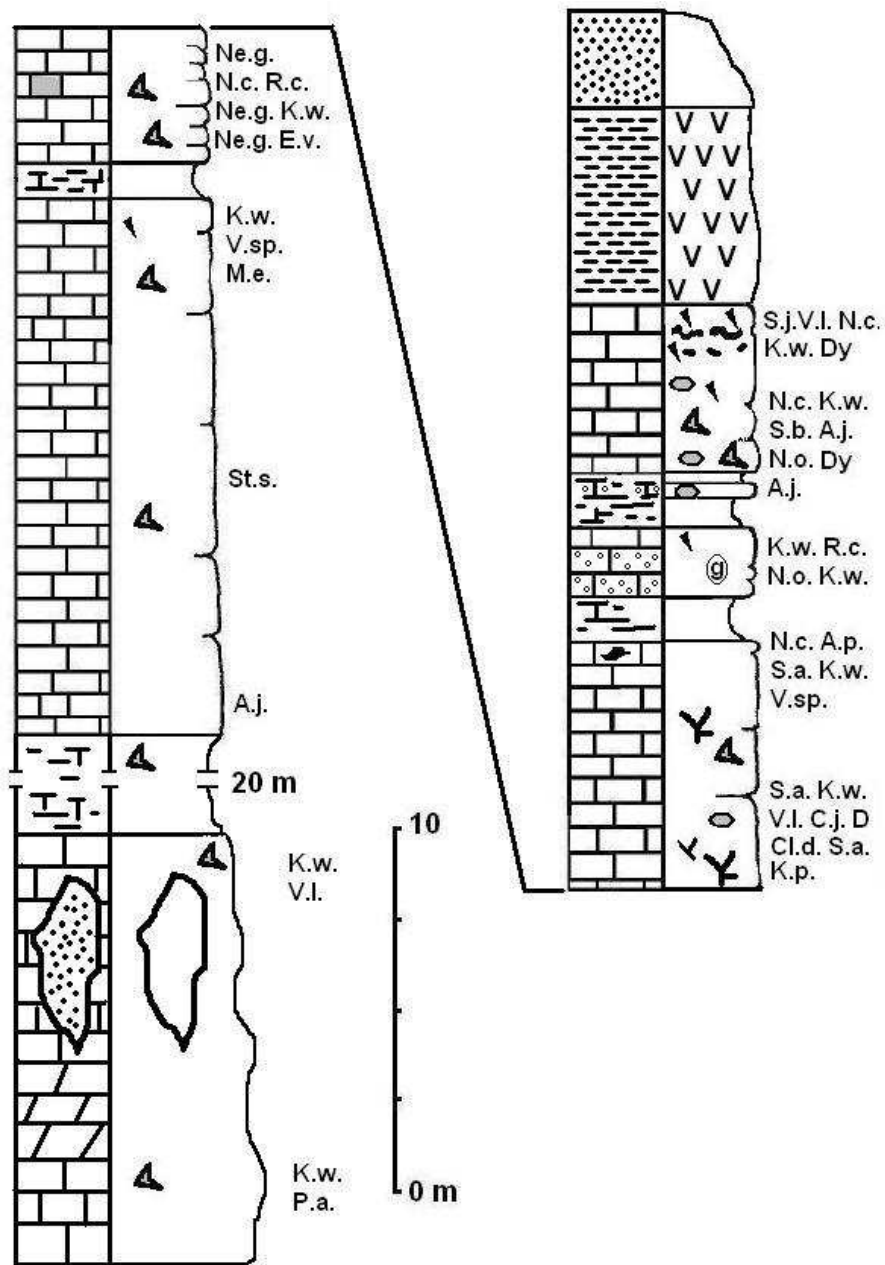 Ne.g.
N.c. R.c.
Ne.g. K.w.
Ne.g. E.v.
K.w.
V.sp.
M.e.
St.s.
A.j.
20 m
K.w.
V.l.
10
K.w.
P.a.
0 m
V V
V V V
V V
V V V
V V
V V V
V V
S.j.V.l. N.c.
K.w. Dy
N.c. K.w.
S.b. A.j.
N.o. Dy
A.j.
K.w. R.c.
g
N.o. K.w.
N.c. A.p.
S.a. K.w.
V.sp.
S.a. K.w.
V.l. C.j. D
Cl.d. S.a.
K.p.